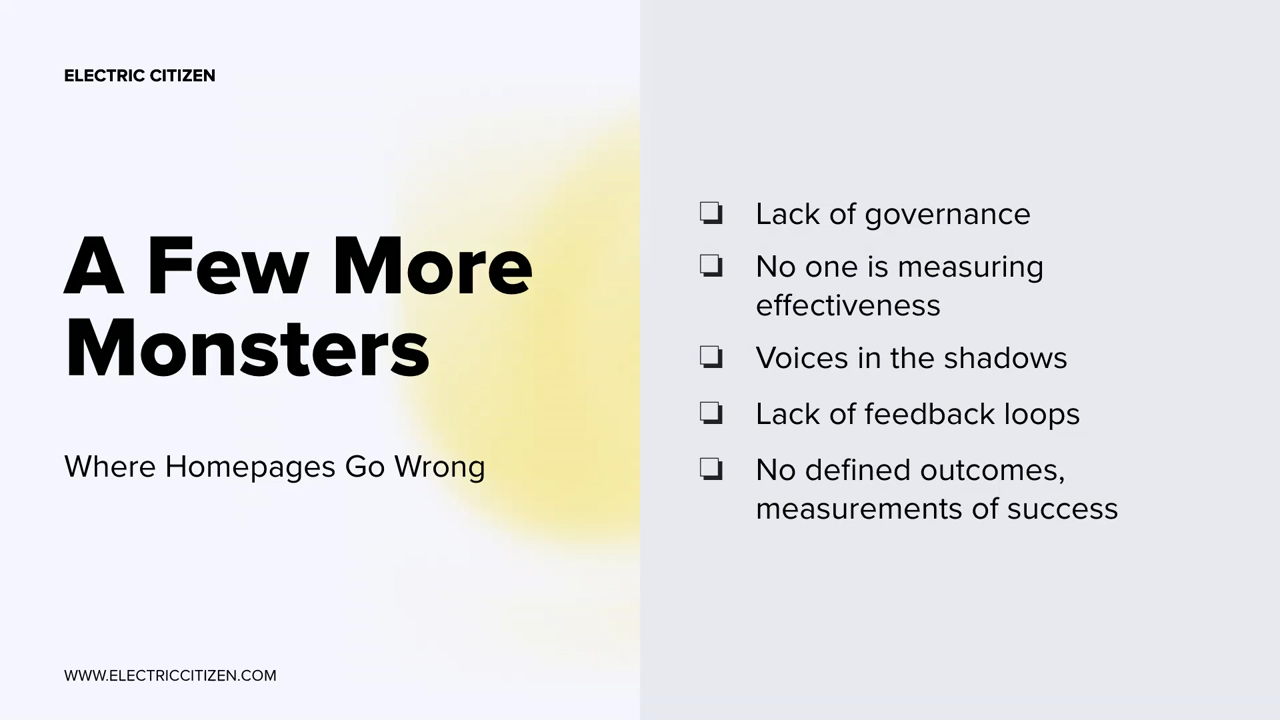 ELECTRIC CITIZEN
A Few More
Monsters
Where Homepages Go Wrong
WWW.ELECTRICCITIZEN.COM
❏ Lack of governance
❏ No one is measuring
effectiveness
❏ Voices in the shadows
❏ Lack of feedback loops
❏ No defined outcomes,
measurements of success